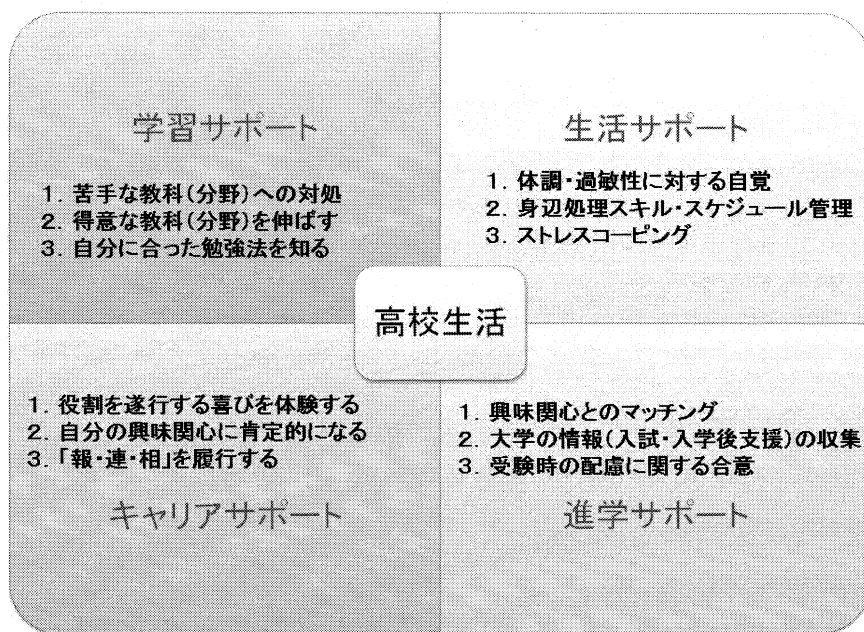 学習サポート
1. 苦手な教科(分野)への対処
2. 得意な教科(分野)を伸ばす
3. 自分に合った勉強法を知る
生活サポート
1. 体調・過敏性に対する自覚
2. 身辺処理スキル・スケジュール管理
3. ストレスコーピング
高校生活
1. 役割を遂行する喜びを体験する
2. 自分の興味関心に肯定的になる
3. 「報・連・相」を履行する
キャリアサポート
1. 興味関心とのマッチング
2. 大学の情報(入試・入学後支援)の収集
3. 受験時の配慮に関する合意
進学サポート